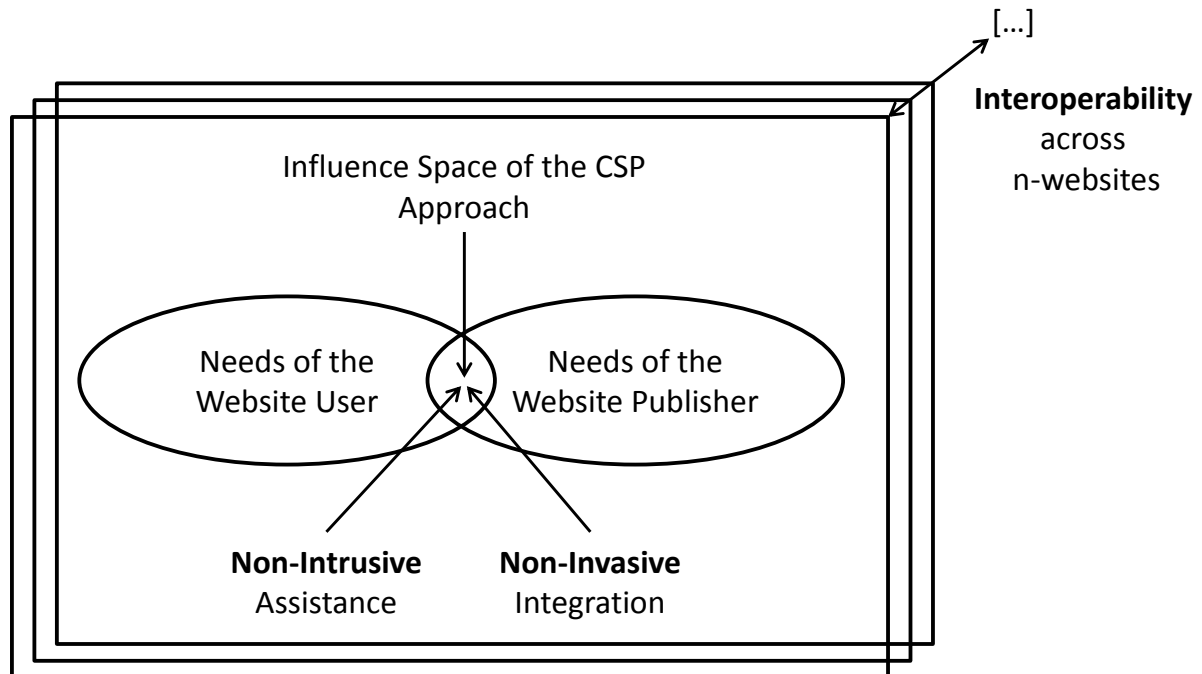 [...]
Interoperability
across
n-websites
Influence Space of the CSP
Approach
Needs of the
Website User
Needs of the
Website Publisher
Non-Intrusive
Assistance
Non-Invasive
Integration